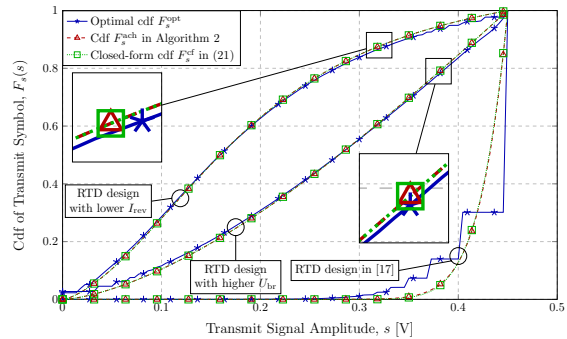 Optimal cdf F_s^opt
Cdf F_s^ach in Algorithm 2
Closed-form cdf F_s^cf in (21)
Cdf of Transmit Symbol, F_s(s)
1
0.8
0.6
0.4
0.2
0
RTD design
with lower I_rev
RTD design
with higher U_br
RTD design in [17]
0
0.1
0.2
0.3
0.4
0.5
Transmit Signal Amplitude, s [V]